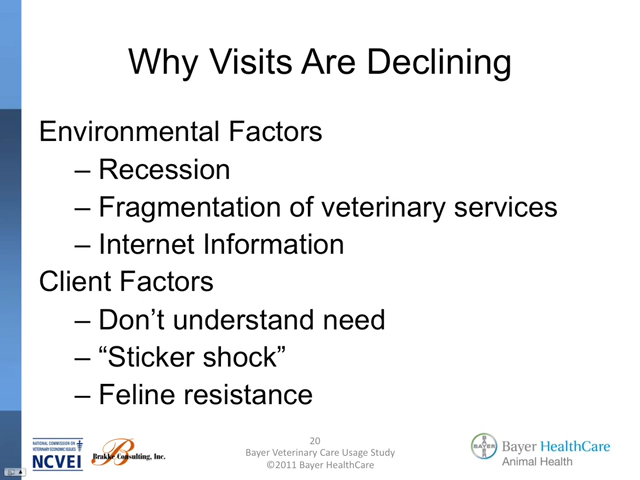 Why Visits Are Declining
Environmental Factors
– Recession
– Fragmentation of veterinary services
– Internet Information
Client Factors
– Don’t understand need
– “Sticker shock”
– Feline resistance
NATIONAL COMMISSION ON
VETERINARY ECONOMIC ISSUES
NCVEI
Brakke Consulting, Inc.
20
Bayer Veterinary Care Usage Study
©2011 Bayer HealthCare
BAYER
Bayer HealthCare
Animal Health